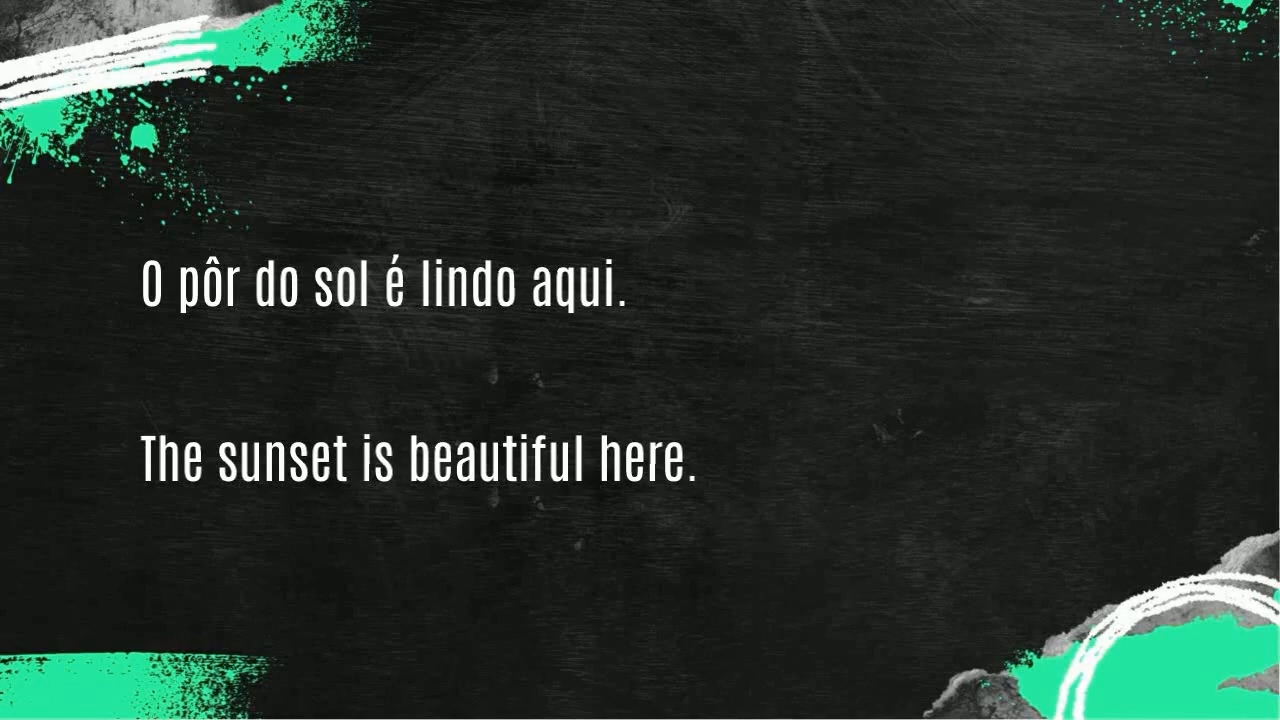 O pôr do sol é lindo aqui.
The sunset is beautiful here.